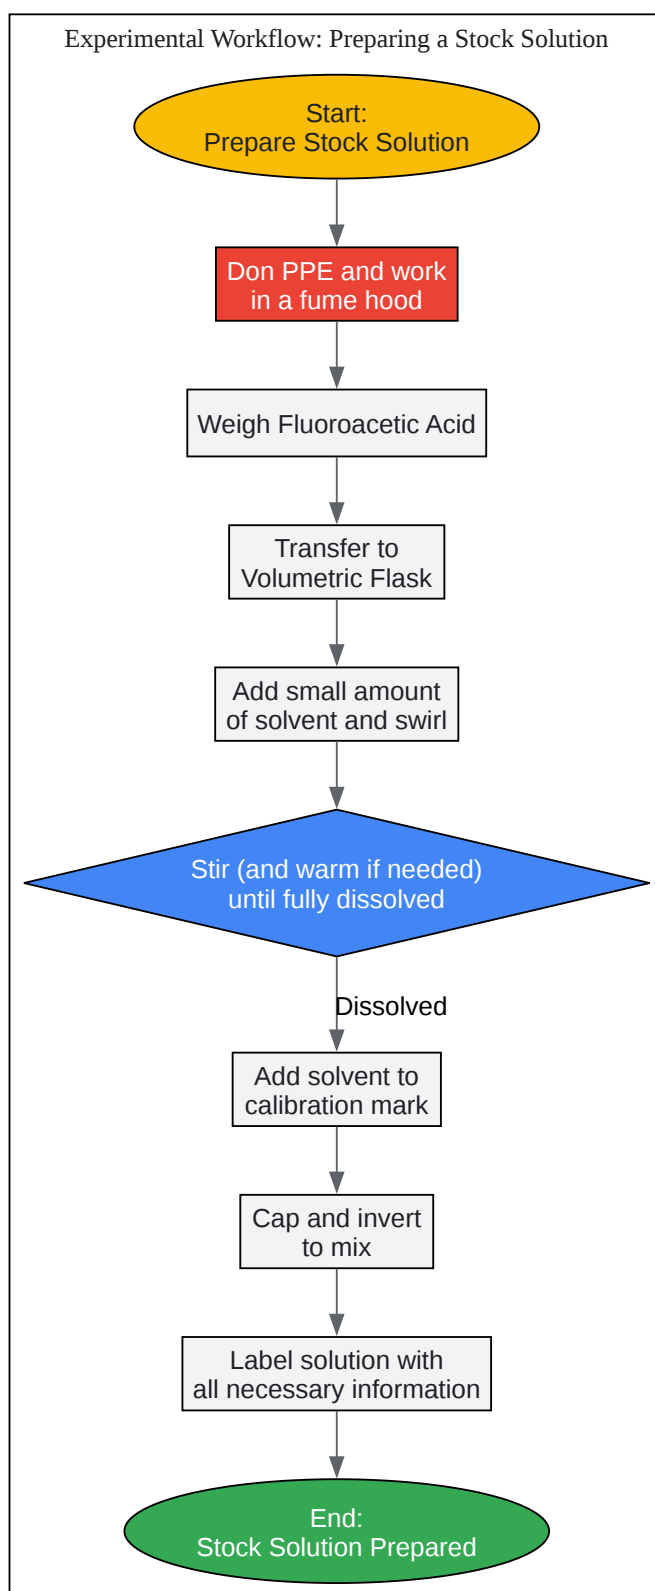 Experimental Workflow: Preparing a Stock Solution
Start:
Prepare Stock Solution
Don PPE and work
in a fume hood
Weigh Fluoroacetic Acid
Transfer to
Volumetric Flask
Add small amount
of solvent and swirl
Stir (and warm if needed)
until fully dissolved
Dissolved
Add solvent to
calibration mark
Cap and invert
to mix
Label solution with
all necessary information
End:
Stock Solution Prepared